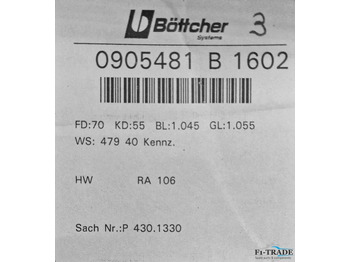 Böttcher 3
Systems
0905481 B 1602
FD:70 KD:55 BL:1.045 GL:1.055
WS: 479 40 Kennz.
HW RA 106
Sach Nr.:P 430.1330
F1-TRADE